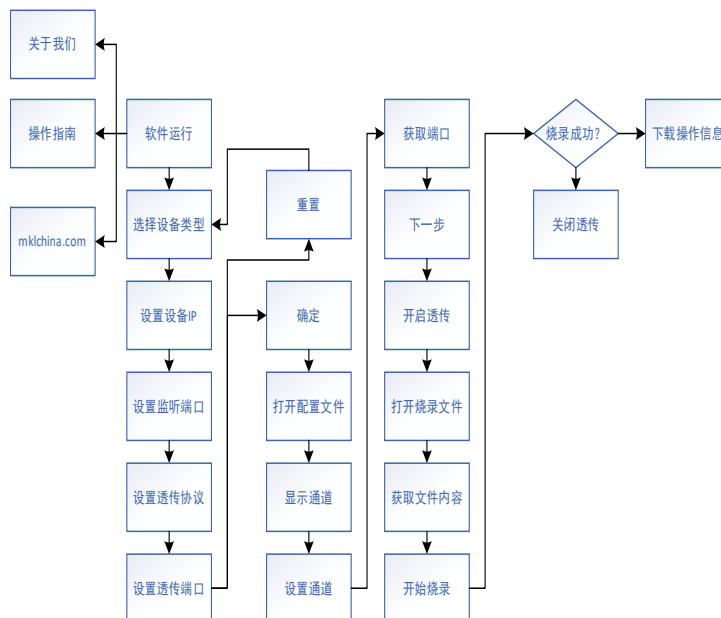 关于我们
操作指南
mklchina.com
软件运行
选择设备类型
设置设备IP
设置监听端口
设置透传协议
设置透传端口
重置
确定
打开配置文件
显示通道
设置通道
获取端口
下一步
开启透传
打开烧录文件
获取文件内容
开始烧录
烧录成功?
关闭透传
下载操作信息